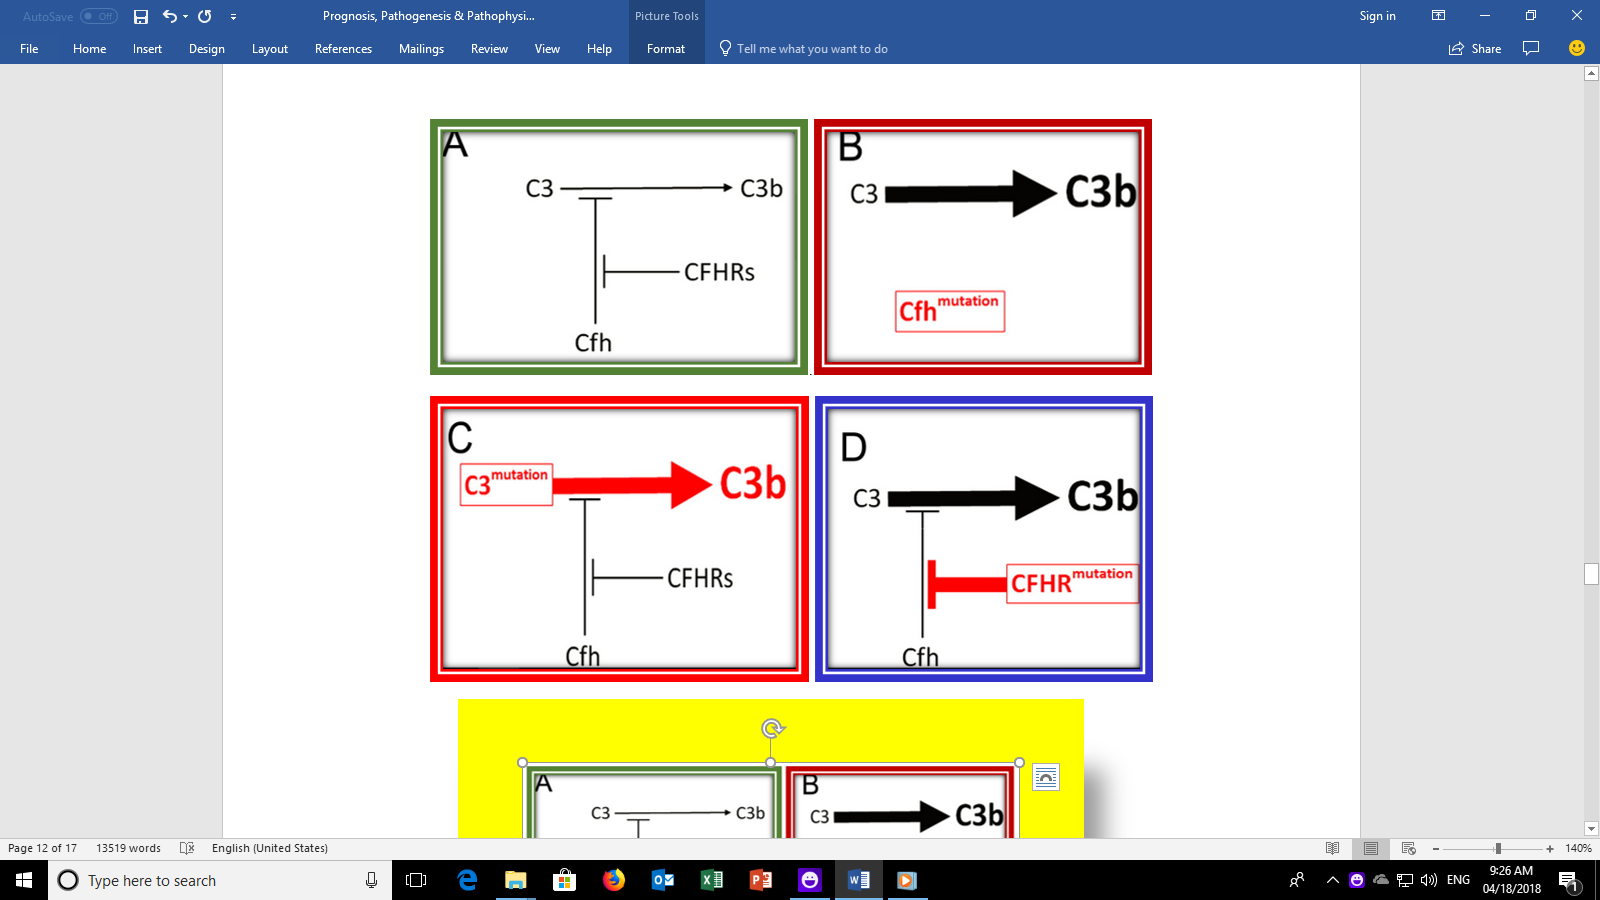 AutoSave Off
Prognosis, Pathogenesis & Pathophysi...
Picture Tools
Sign in
File Home Insert Design Layout References Mailings Review View Help Format Tell me what you want to do
Share
A
C3 C3b
CFHRs
Cfh
B
C3 C3b
Cfh mutation
C
C3 mutation C3b
CFHRs
Cfh
D
C3 C3b
CFHR mutation
Cfh
A
C3 C3b
B
C3 C3b
Page 12 of 17 13519 words English (United States)
140%
Type here to search
ENG
9:26 AM
04/18/2018
1